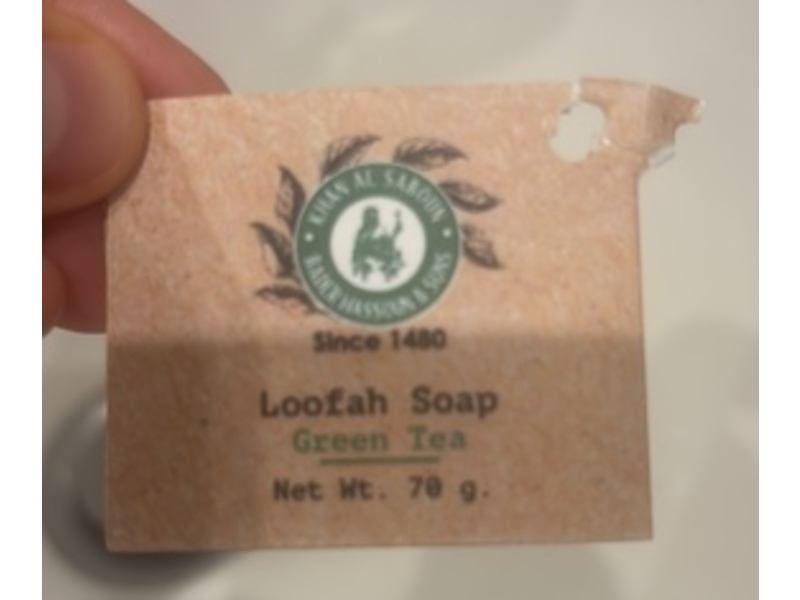 KHAN AL SABOUN
BADER HASSOUN & SONS
Since 1480
Loofah Soap
Green Tea
Net Wt. 70 g.